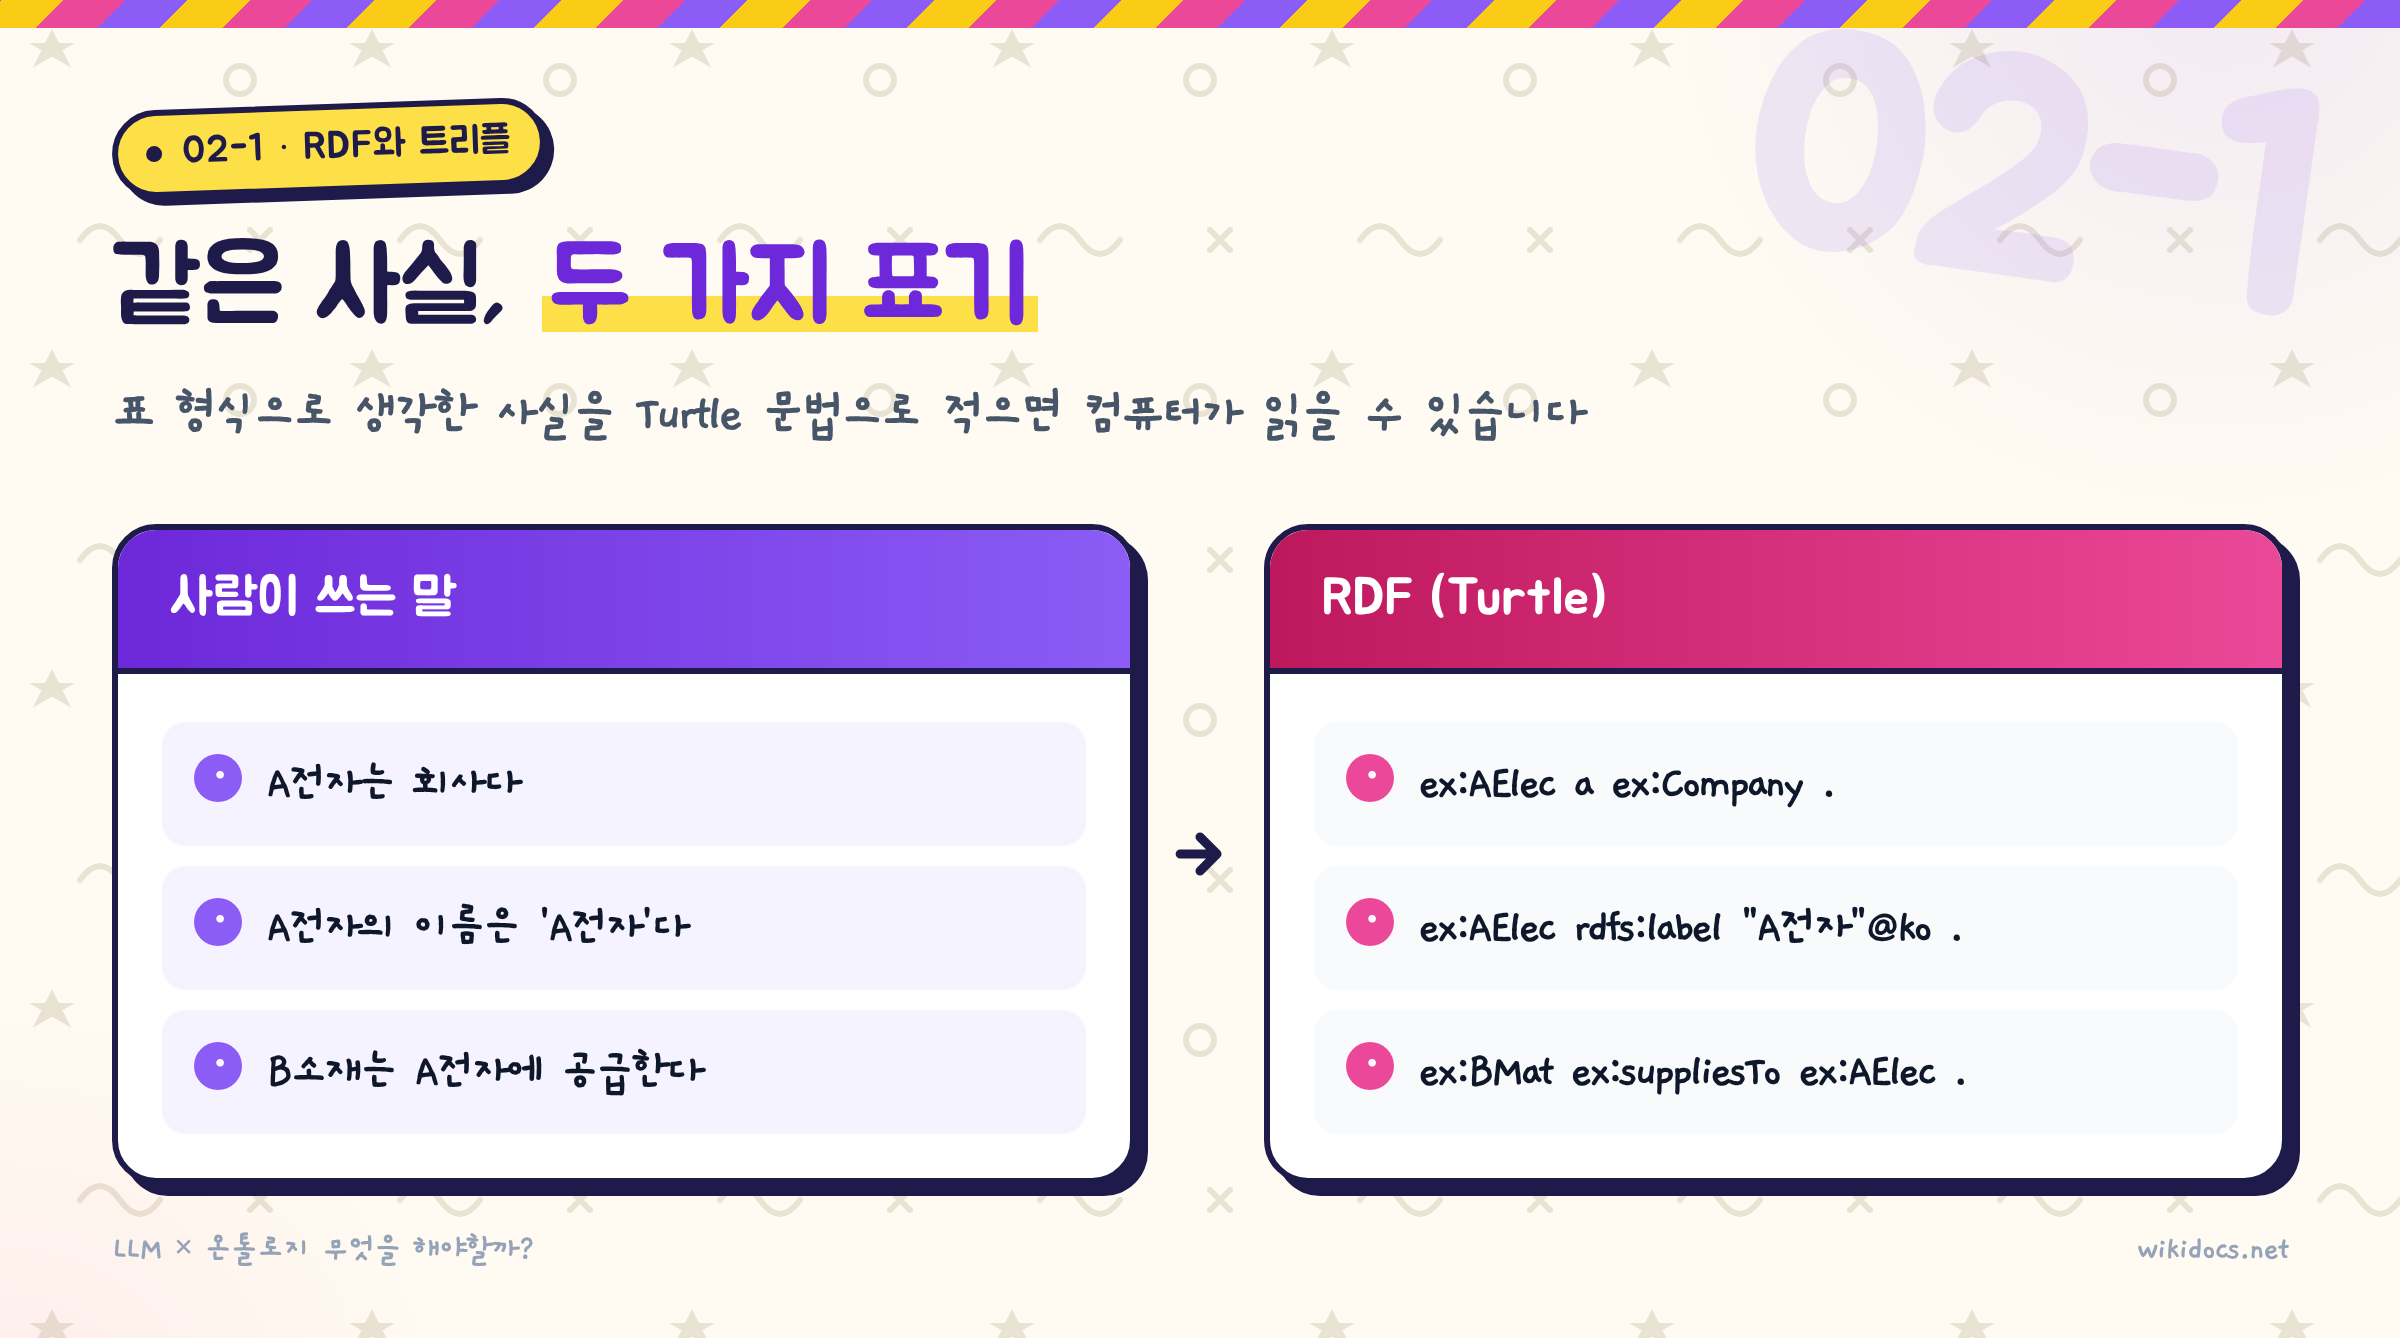 02-1
02-1 · RDF와 트리플
같은 사실, 두 가지 표기
표 형식으로 생각한 사실을 Turtle 문법으로 적으면 컴퓨터가 읽을 수 있습니다
사람이 쓰는 말
A전자는 회사다
A전자의 이름은 'A전자'다
B소재는 A전자에 공급한다
→
RDF (Turtle)
ex:AElec a ex:Company .
ex:AElec rdfs:label "A전자"@ko .
ex:BMat ex:suppliesTo ex:AElec .
LLM × 온톨로지 무엇을 해야할까?
wikidocs.net